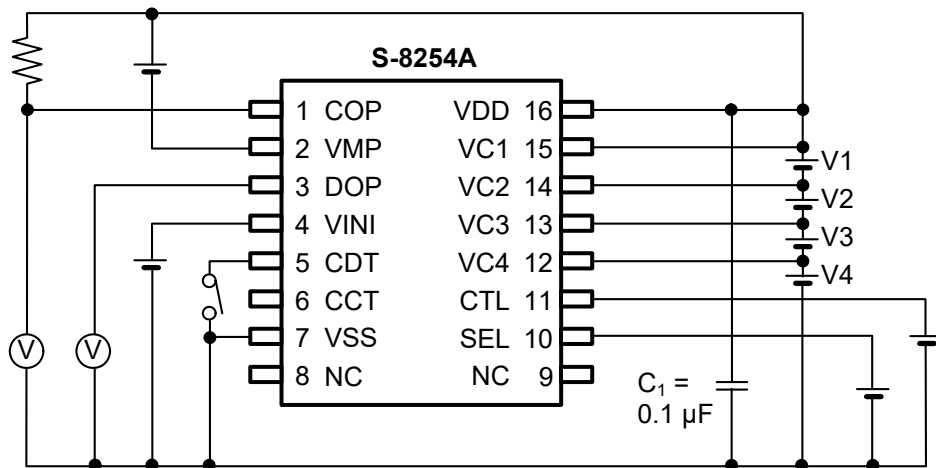 S-8254A
1 COP VDD 16
2 VMP VC1 15
V1
3 DOP VC2 14
V2
4 VINI VC3 13
V3
5 CDT VC4 12
V4
6 CCT CTL 11
7 VSS SEL 10
V V
8 NC NC 9
C1 =
0.1 µF